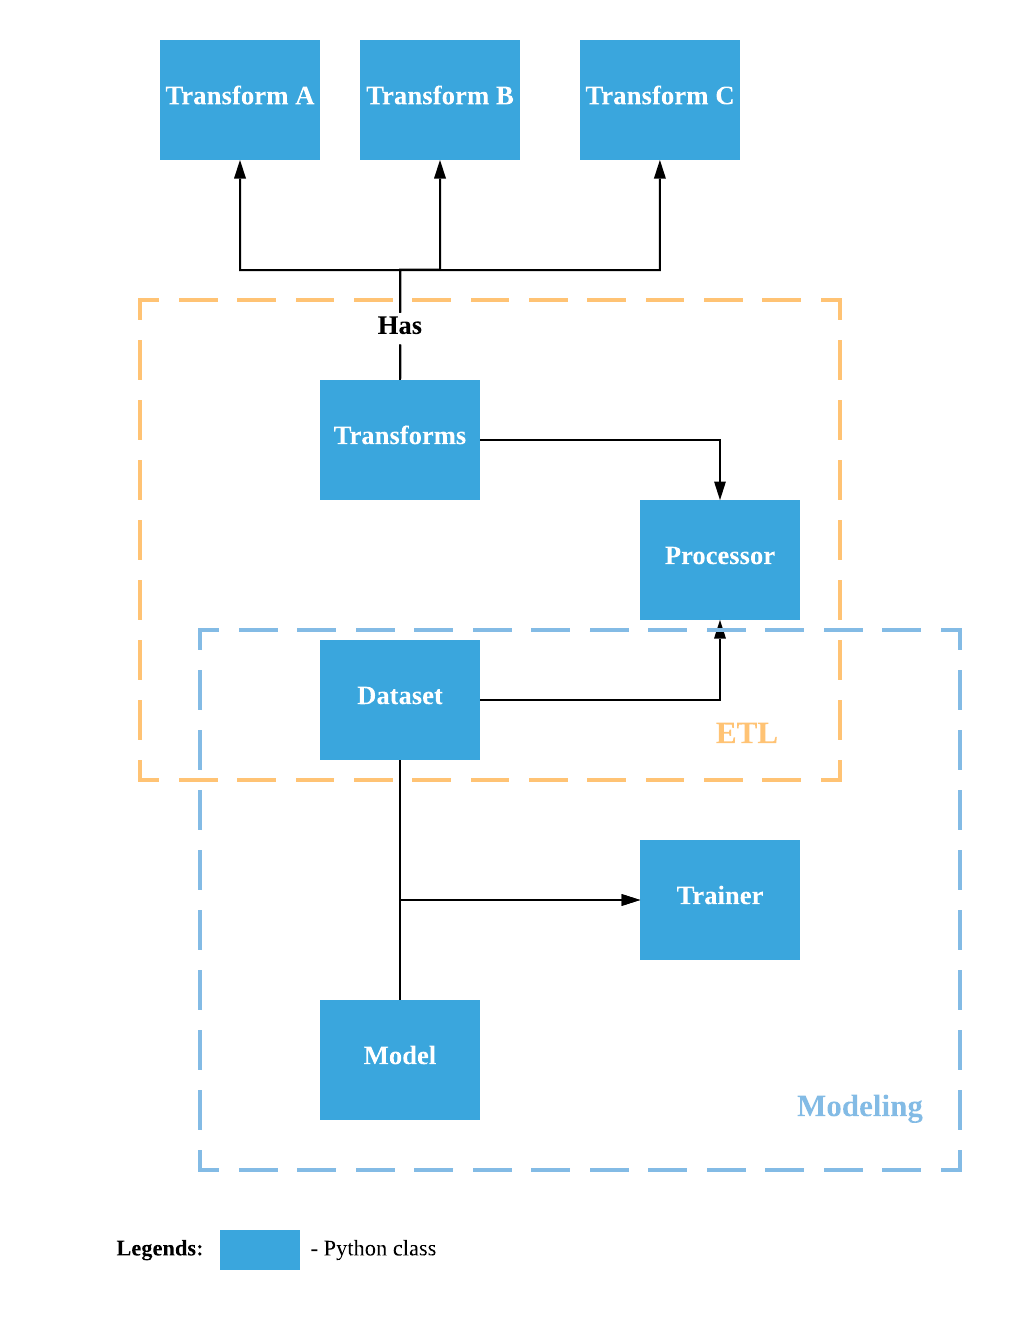 Transform A
Transform B
Transform C
Has
Transforms
Processor
Dataset
ETL
Trainer
Model
Modeling
Legends: - Python class